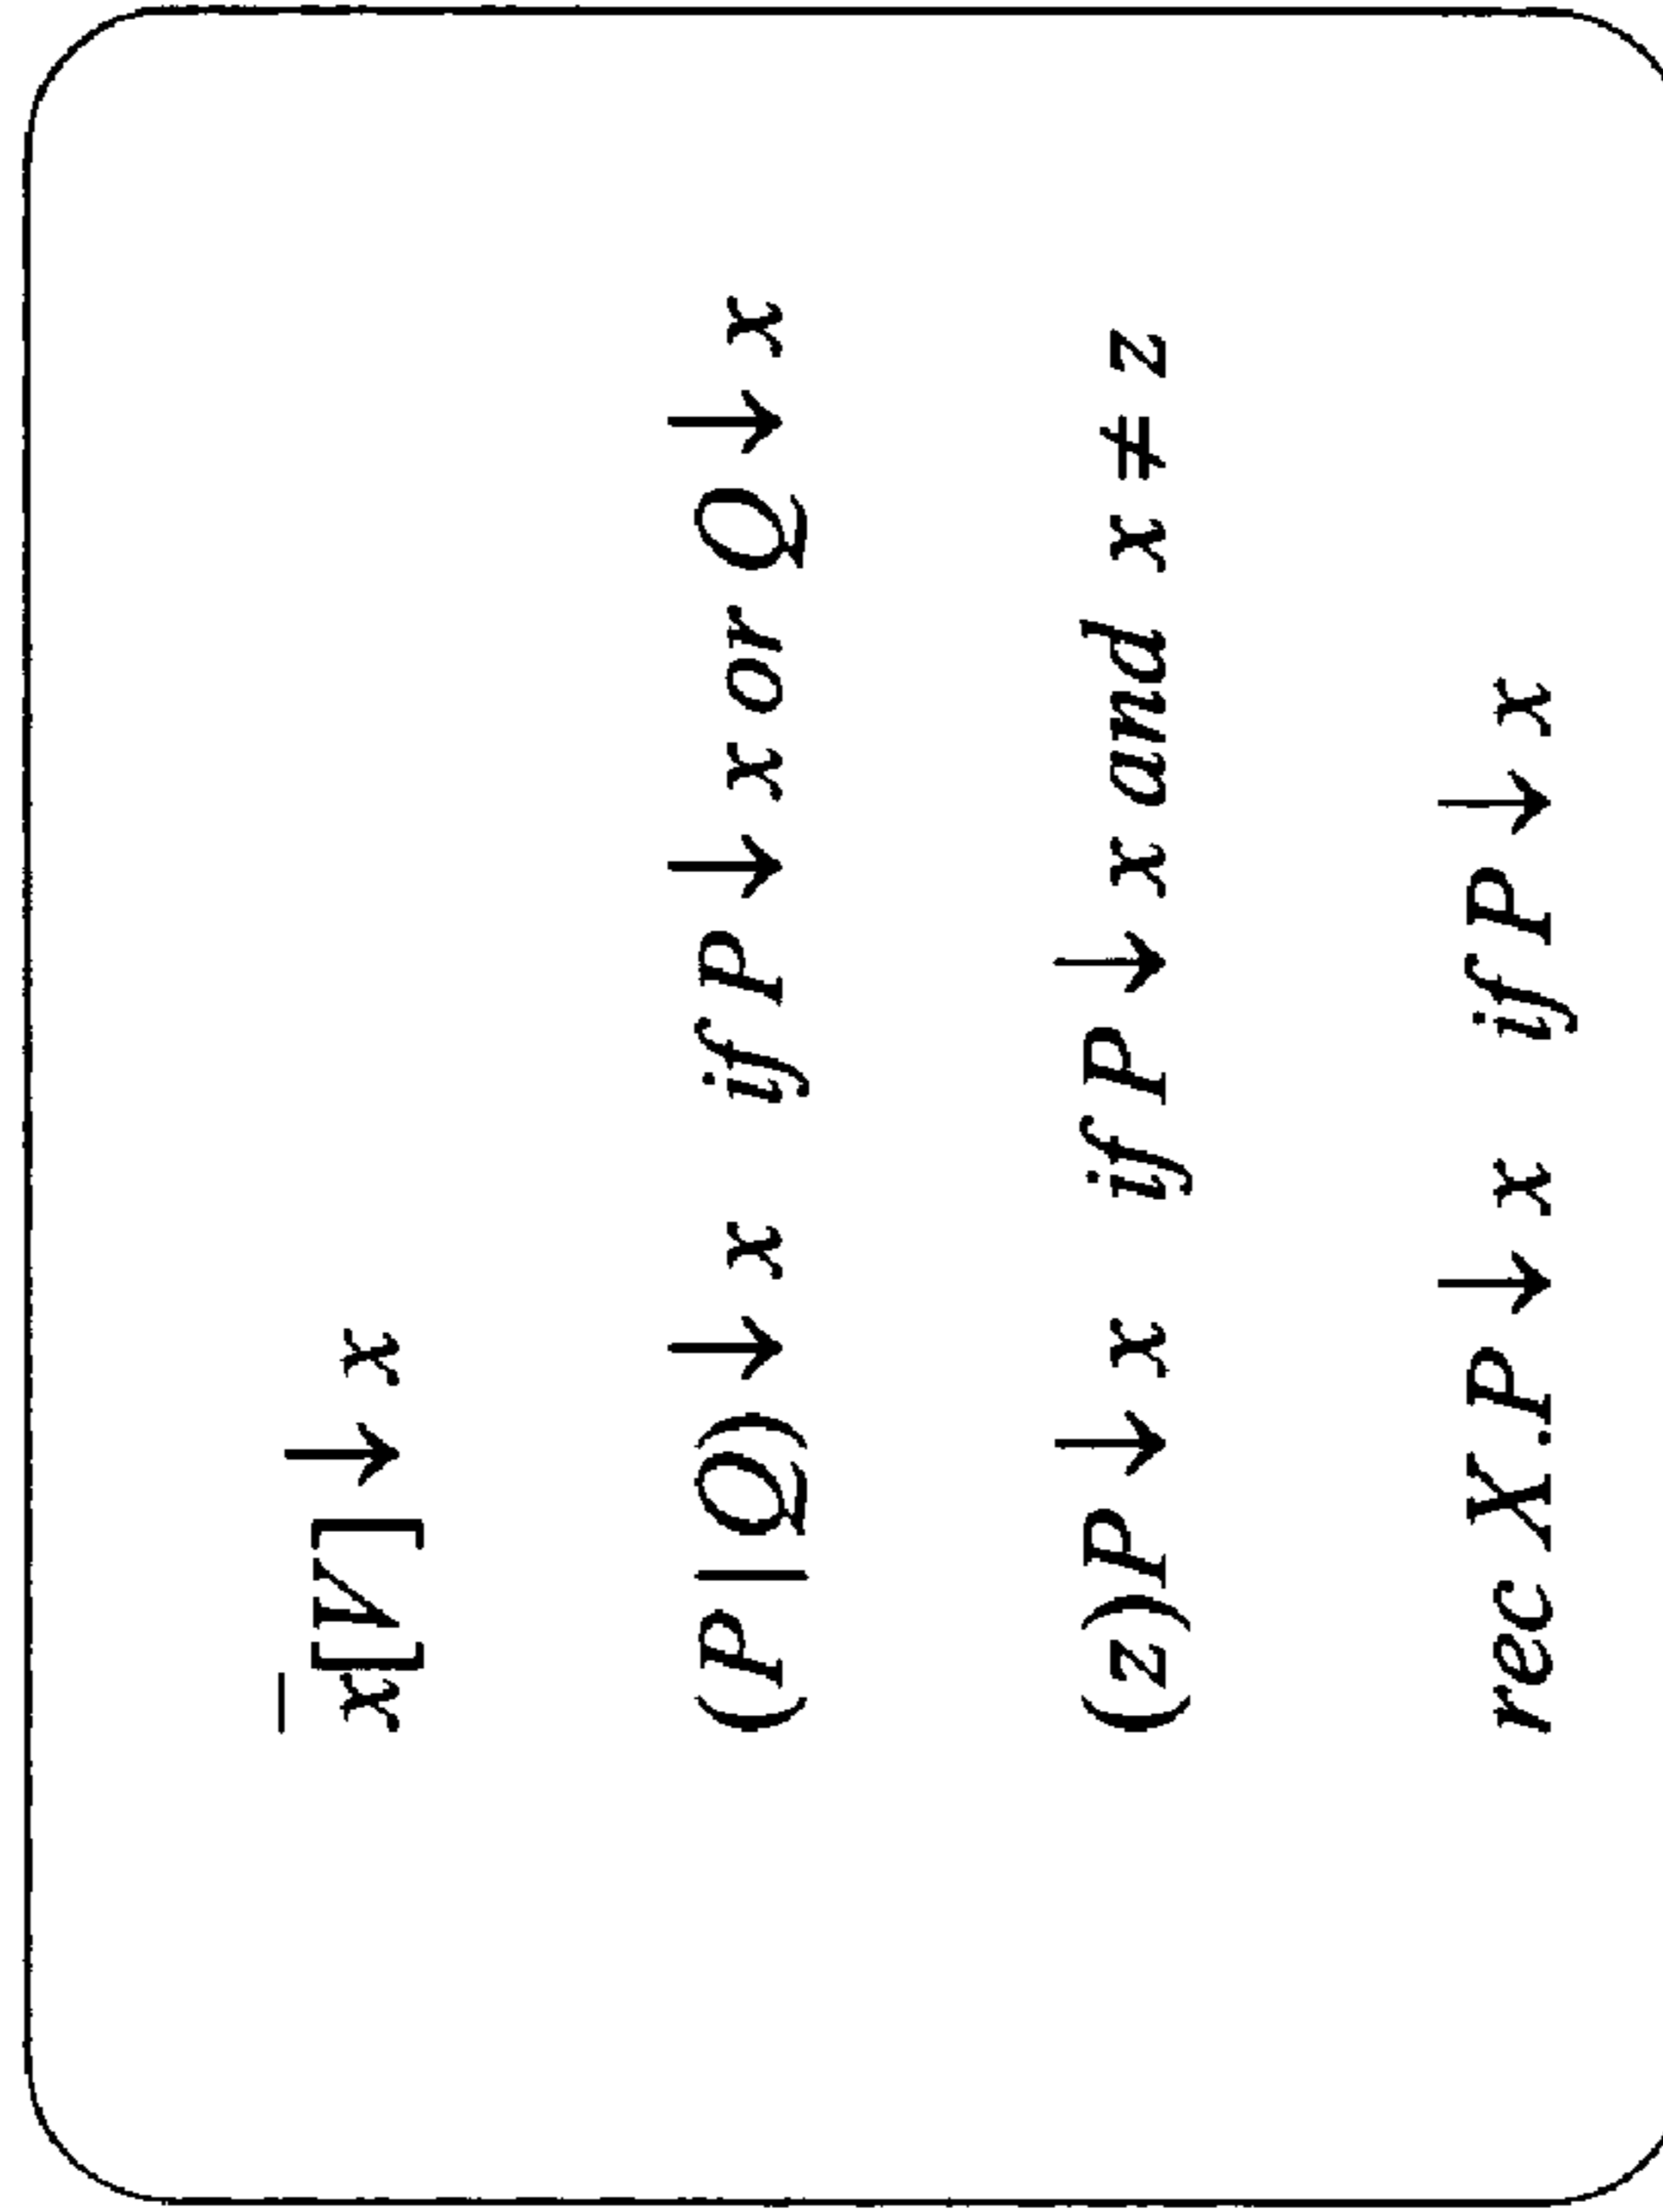 x̅[V] ↓ x
(P | Q) ↓ x if P ↓ x or Q ↓ x
(z)P ↓ x if P ↓ x and x ≠ z
rec X.P ↓ x if P ↓ x